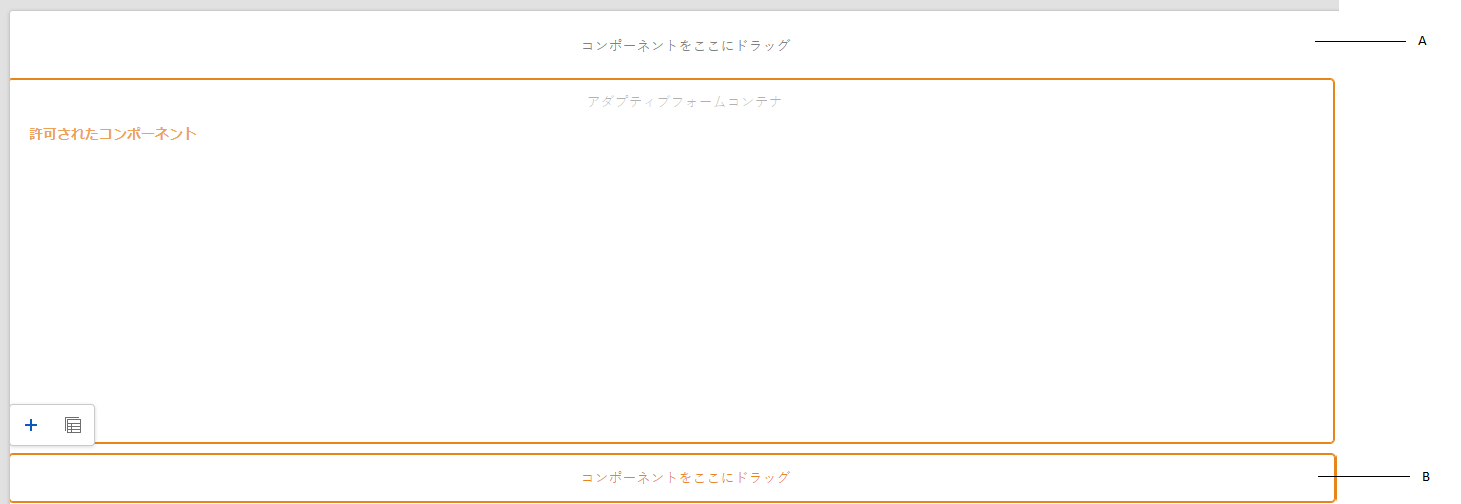 コンポーネントをここにドラッグ
A
アダプティブフォームコンテナ
許可されたコンポーネント
コンポーネントをここにドラッグ
B